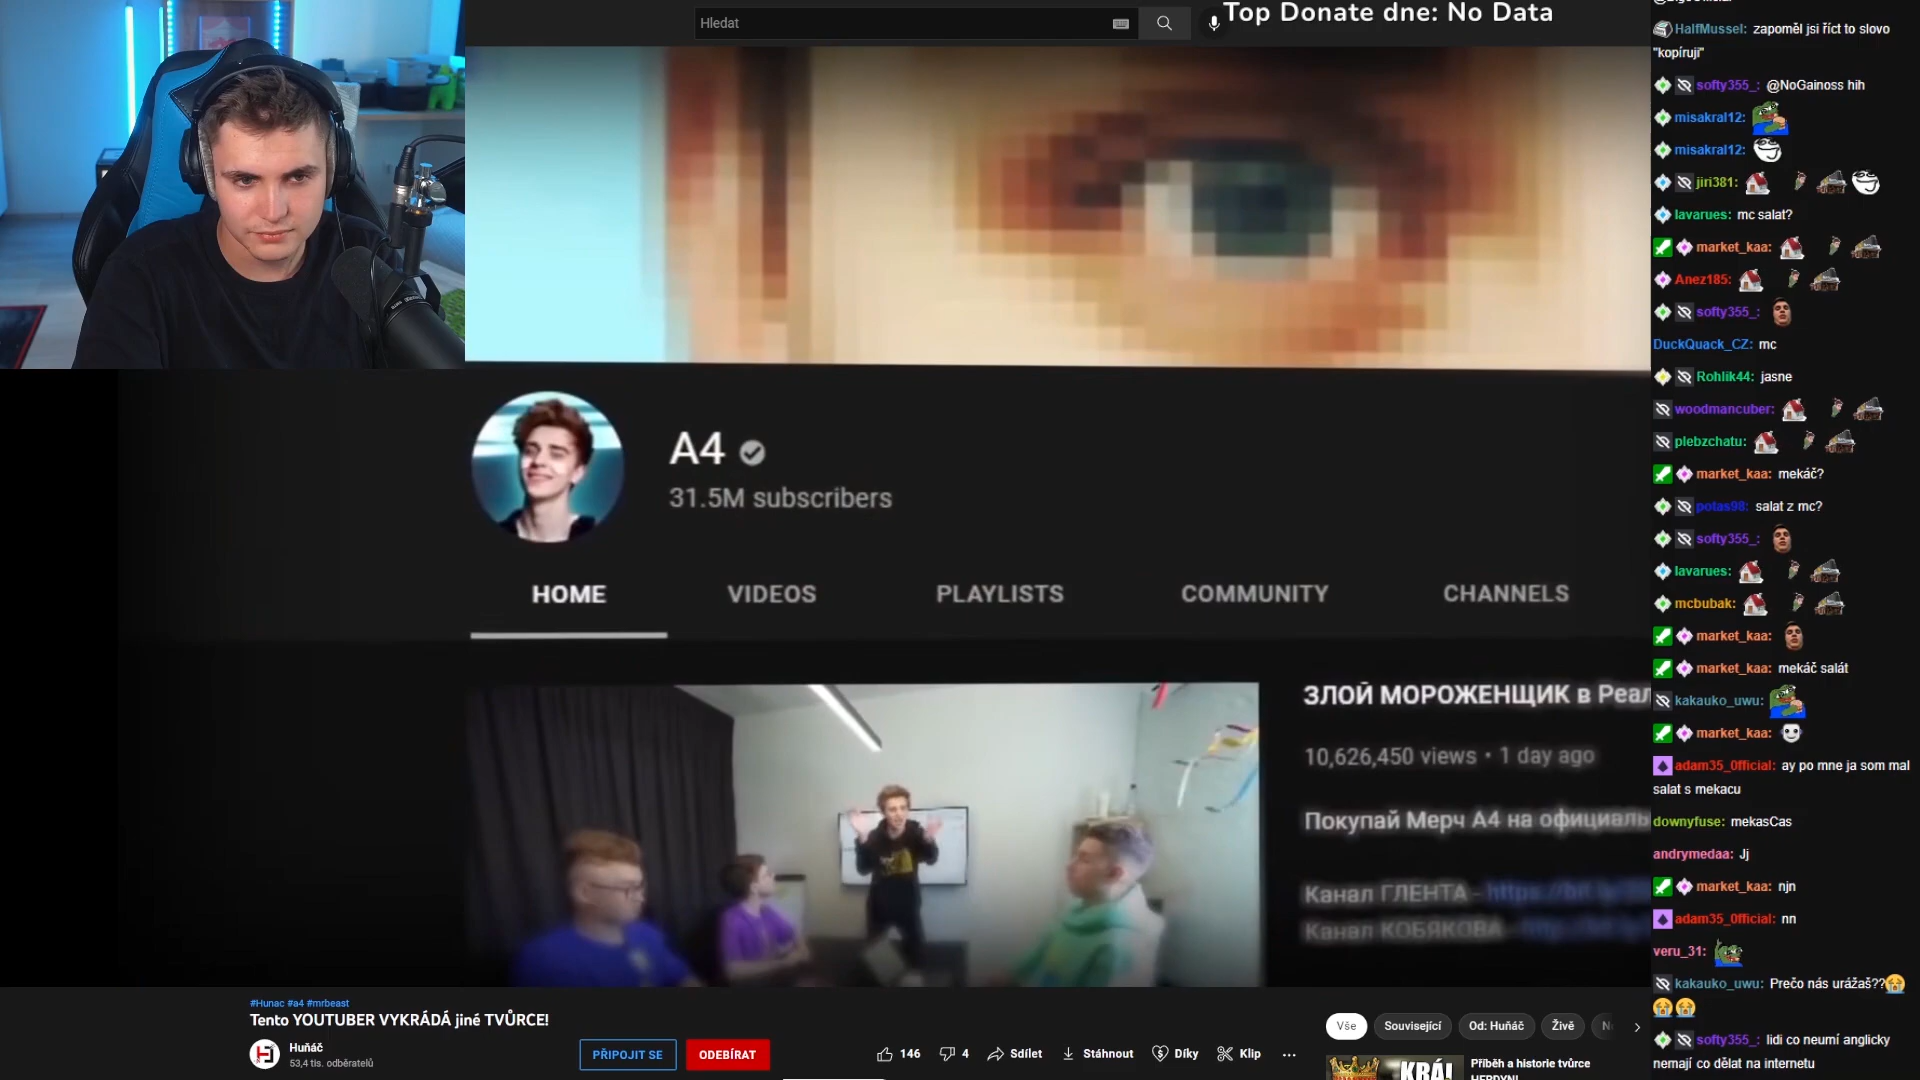 Hledat
Top Donate dne: No Data
A4
31.5M subscribers
HOME
VIDEOS
PLAYLISTS
COMMUNITY
CHANNELS
ЗЛОЙ МОРОЖЕНЩИК в Реал
10,626,450 views • 1 day ago
Покупай Мерч А4 на официаль
Канал ГЛЕНТА -
Канал КОБЯКОВА -
#Hunac #a4 #mrbeast
Tento YOUTUBER VYKRÁDÁ jiné TVŮRCE!
Huňáč
53,4 tis. odběratelů
PŘIPOJIT SE
ODEBÍRAT
146
4
Sdílet
Stáhnout
Díky
Klip
Vše
Související
Od: Huňáč
Živě
KRÁL
Příběh a historie tvůrce
HERDYN!
HalfMussel: zapoměl jsi říct to slovo
"kopíruji"
softy355_: @NoGainoss hih
misakral12:
misakral12:
jiri381:
lavarues: mc salat?
market_kaa:
Anez185:
softy355_:
DuckQuack_CZ: mc
Rohlik44: jasne
woodmancuber:
plebzchatu:
market_kaa: mekáč?
potas98: salat z mc?
softy355_:
lavarues:
mcbubak:
market_kaa:
market_kaa: mekáč salát
kakauko_uwu:
market_kaa:
adam35_0fficial: ay po mne ja som mal
salat s mekacu
downyfuse: mekasCas
andrymedaa: Jj
market_kaa: njn
adam35_0fficial: nn
veru_31:
kakauko_uwu: Prečo nás urážaš??
softy355_: lidi co neumí anglicky
nemají co dělat na internetu